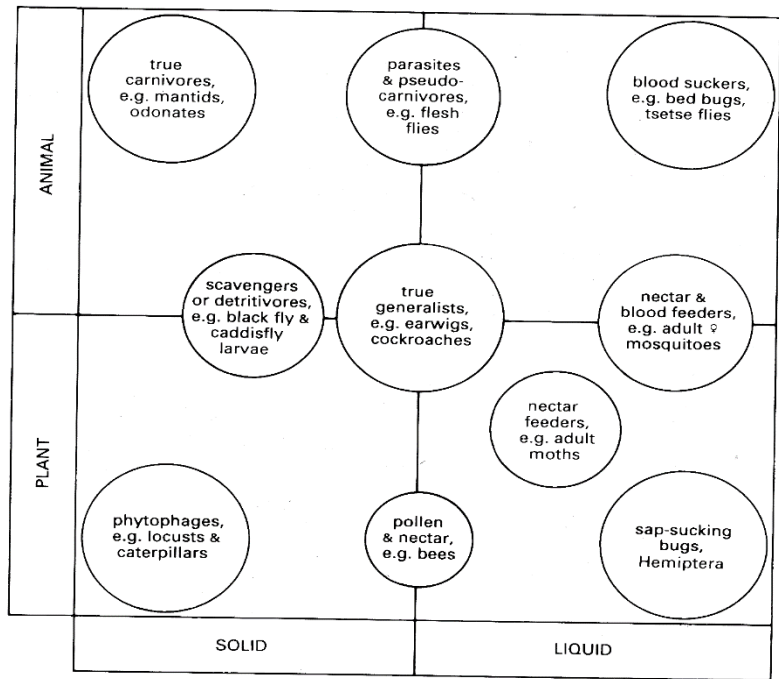 true
carnivores,
e.g. mantids,
odonates
parasites
& pseudo-
carnivores,
e.g. flesh
flies
blood suckers,
e.g. bed bugs,
tsetse flies
ANIMAL
scavengers
or detritivores,
e.g. black fly &
caddisfly
larvae
true
generalists,
e.g. earwigs,
cockroaches
nectar &
blood feeders,
e.g. adult ♀
mosquitoes
nectar
feeders,
e.g. adult
moths
PLANT
phytophages,
e.g. locusts &
caterpillars
pollen
& nectar,
e.g. bees
sap-sucking
bugs,
Hemiptera
SOLID
LIQUID